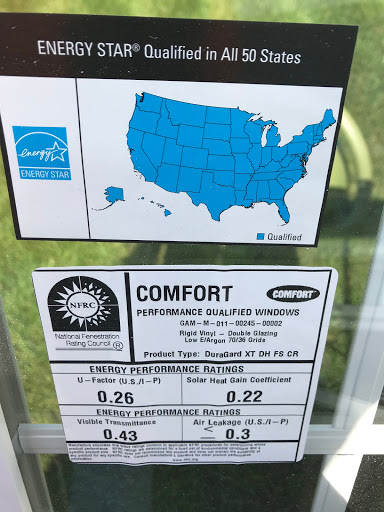 ENERGY STAR® Qualified in All 50 States
energy
ENERGY STAR
Qualified
NFRC
National Fenestration
Rating Council ®
COMFORT
COMFORT
PERFORMANCE QUALIFIED WINDOWS
GAM-M-011-00245-00002
Rigid Vinyl - Double Glazing
Low E/Argon 70/36 Grids
Product Type: DuraGard XT DH FS CR
ENERGY PERFORMANCE RATINGS
U-Factor (U.S./I-P)
Solar Heat Gain Coefficient
0.26
0.22
ENERGY PERFORMANCE RATINGS
Visible Transmittance
Air Leakage (U.S./I-P)
0.43
≤ 0.3